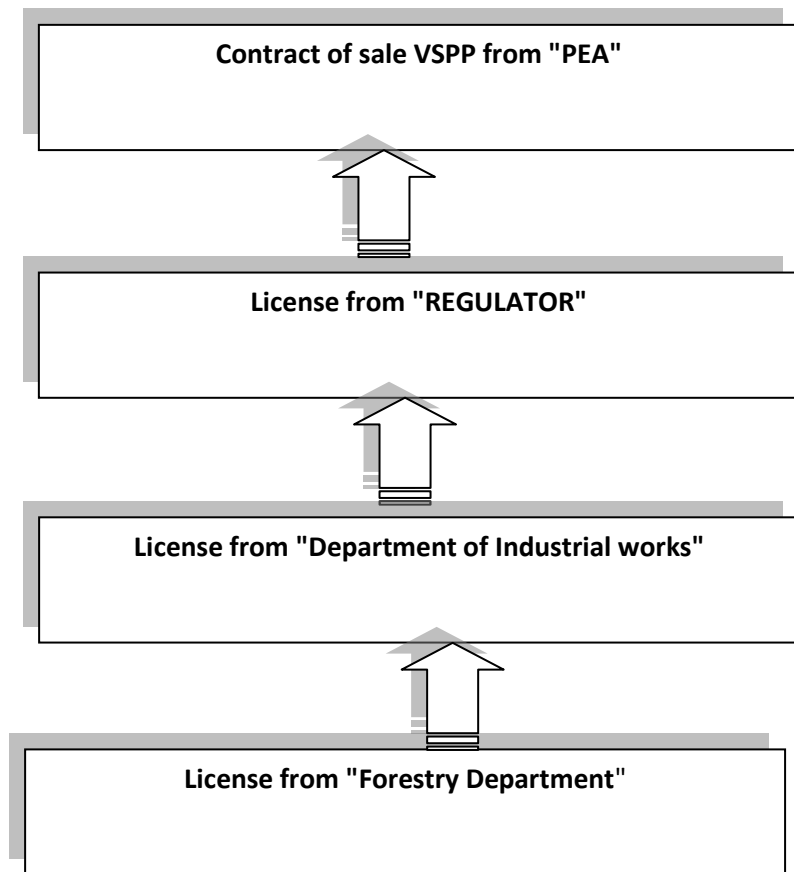 Contract of sale VSPP from "PEA"
License from "REGULATOR"
License from "Department of Industrial works"
License from "Forestry Department"